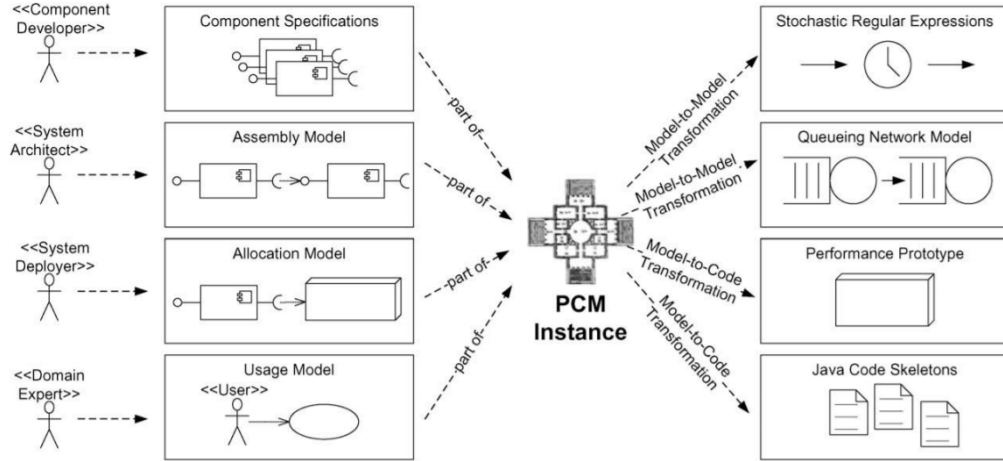 <<Component
Developer>>
Component Specifications
part of
Model-to-Model
Transformation
Stochastic Regular Expressions
<<System
Architect>>
Assembly Model
part of
Model-to-Model
Transformation
Queueing Network Model
PCM
Instance
<<System
Deployer>>
Allocation Model
part of
Model-to-Code
Transformation
Performance Prototype
<<Domain
Expert>>
Usage Model
<<User>>
part of
Model-to-Code
Transformation
Java Code Skeletons